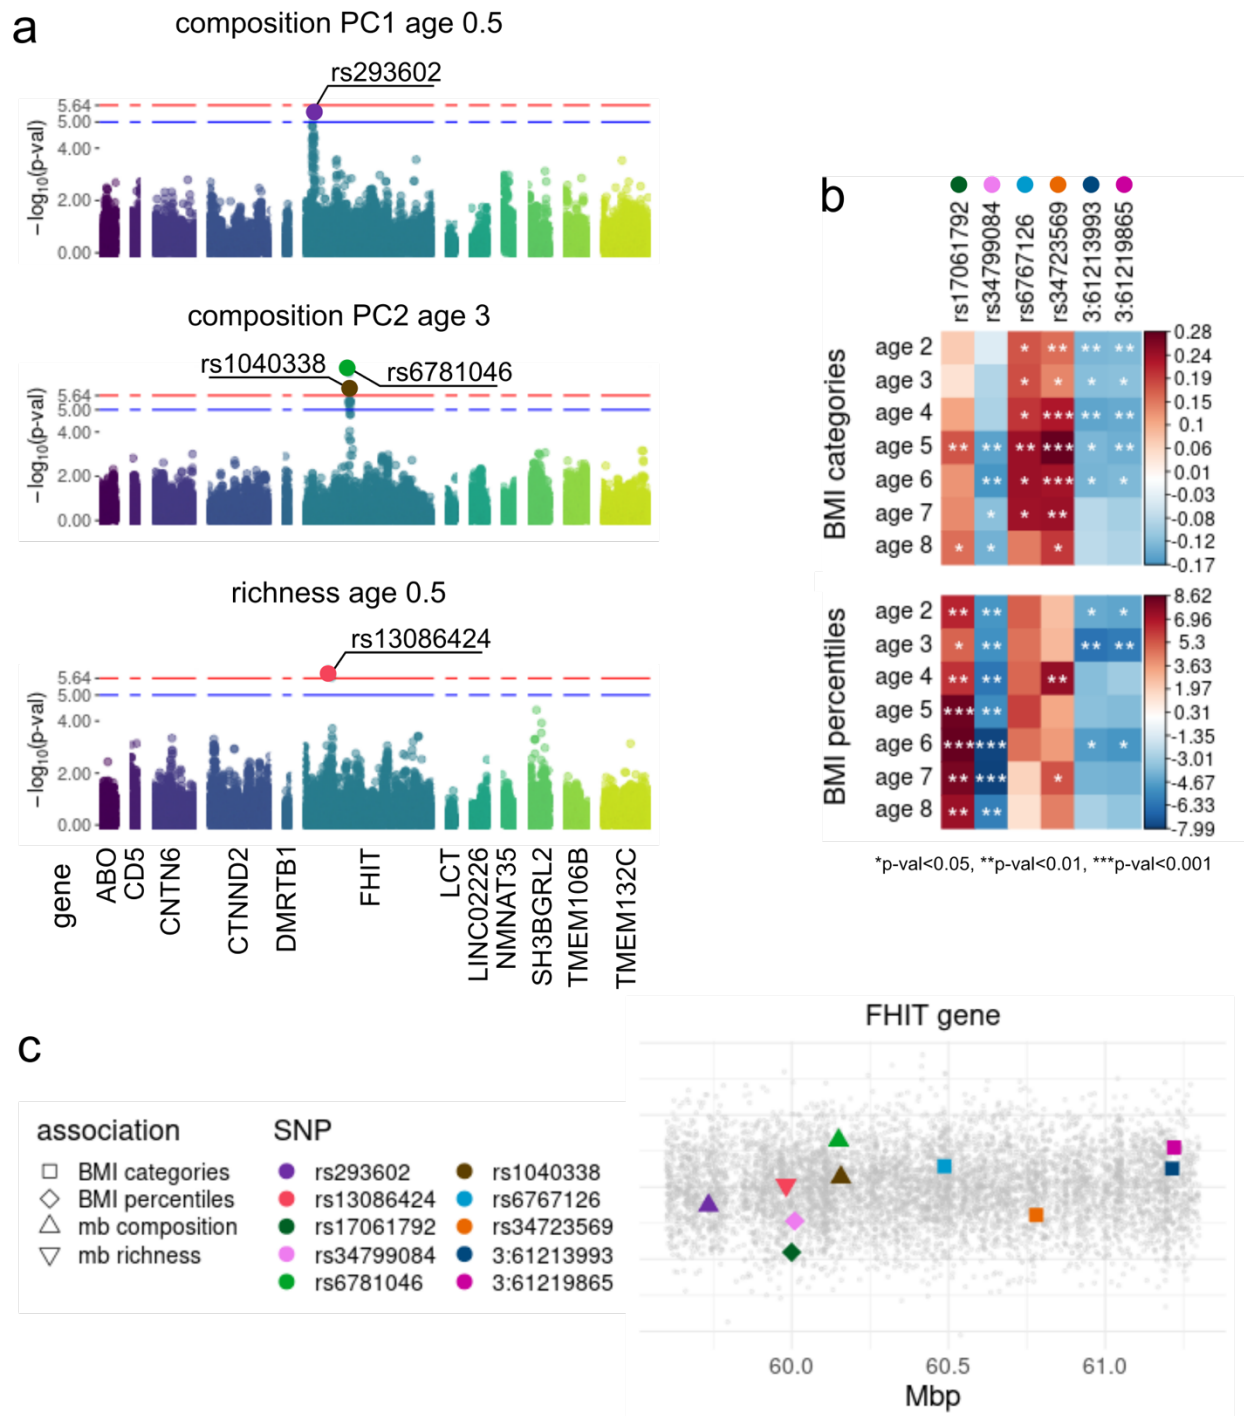 a
composition PC1 age 0.5
rs293602
5.64
5.00
4.00
2.00
0.00
−log10(p-val)
composition PC2 age 3
rs1040338
rs6781046
5.64
5.00
4.00
2.00
0.00
−log10(p-val)
richness age 0.5
rs13086424
5.64
5.00
4.00
2.00
0.00
−log10(p-val)
gene
ABO
CD5
CNTN6
CTNND2
DMRTB1
FHIT
LCT
LINC02226
NMNAT35
SH3BGRL2
TMEM106B
TMEM132C
b
rs17061792
rs34799084
rs6767126
rs34723569
3:61213993
3:61219865
BMI categories
age 2 * ** ** **
age 3 * * * *
age 4 * *** ** **
age 5 ** ** ** *** * **
age 6 ** * *** * *
age 7 * * **
age 8 * * *
0.28
0.24
0.19
0.15
0.1
0.06
0.01
-0.03
-0.08
-0.12
-0.17
BMI percentiles
age 2 ** ** * *
age 3 * ** ** **
age 4 ** ** **
age 5 *** **
age 6 *** *** * *
age 7 ** *** *
age 8 ** **
8.62
6.96
5.3
3.63
1.97
0.31
-1.35
-3.01
-4.67
-6.33
-7.99
*p-val<0.05, **p-val<0.01, ***p-val<0.001
c
association
BMI categories
BMI percentiles
mb composition
mb richness
SNP
rs293602
rs13086424
rs17061792
rs34799084
rs6781046
rs1040338
rs6767126
rs34723569
3:61213993
3:61219865
FHIT gene
60.0
60.5
61.0
Mbp